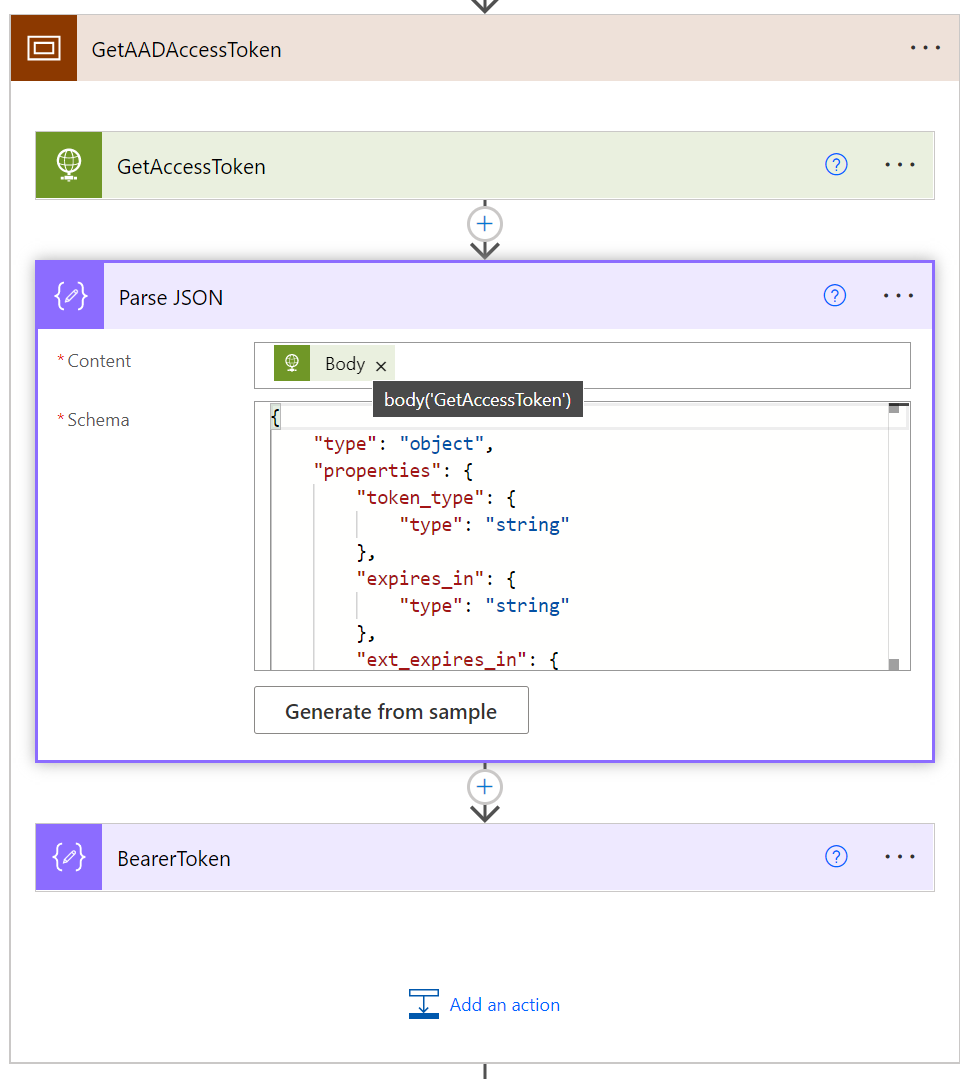 GetAADAccessToken
GetAccessToken
Parse JSON
* Content
Body ×
body('GetAccessToken')
* Schema
{
"type": "object",
"properties": {
"token_type": {
"type": "string"
},
"expires_in": {
"type": "string"
},
"ext_expires_in": {
Generate from sample
BearerToken
Add an action